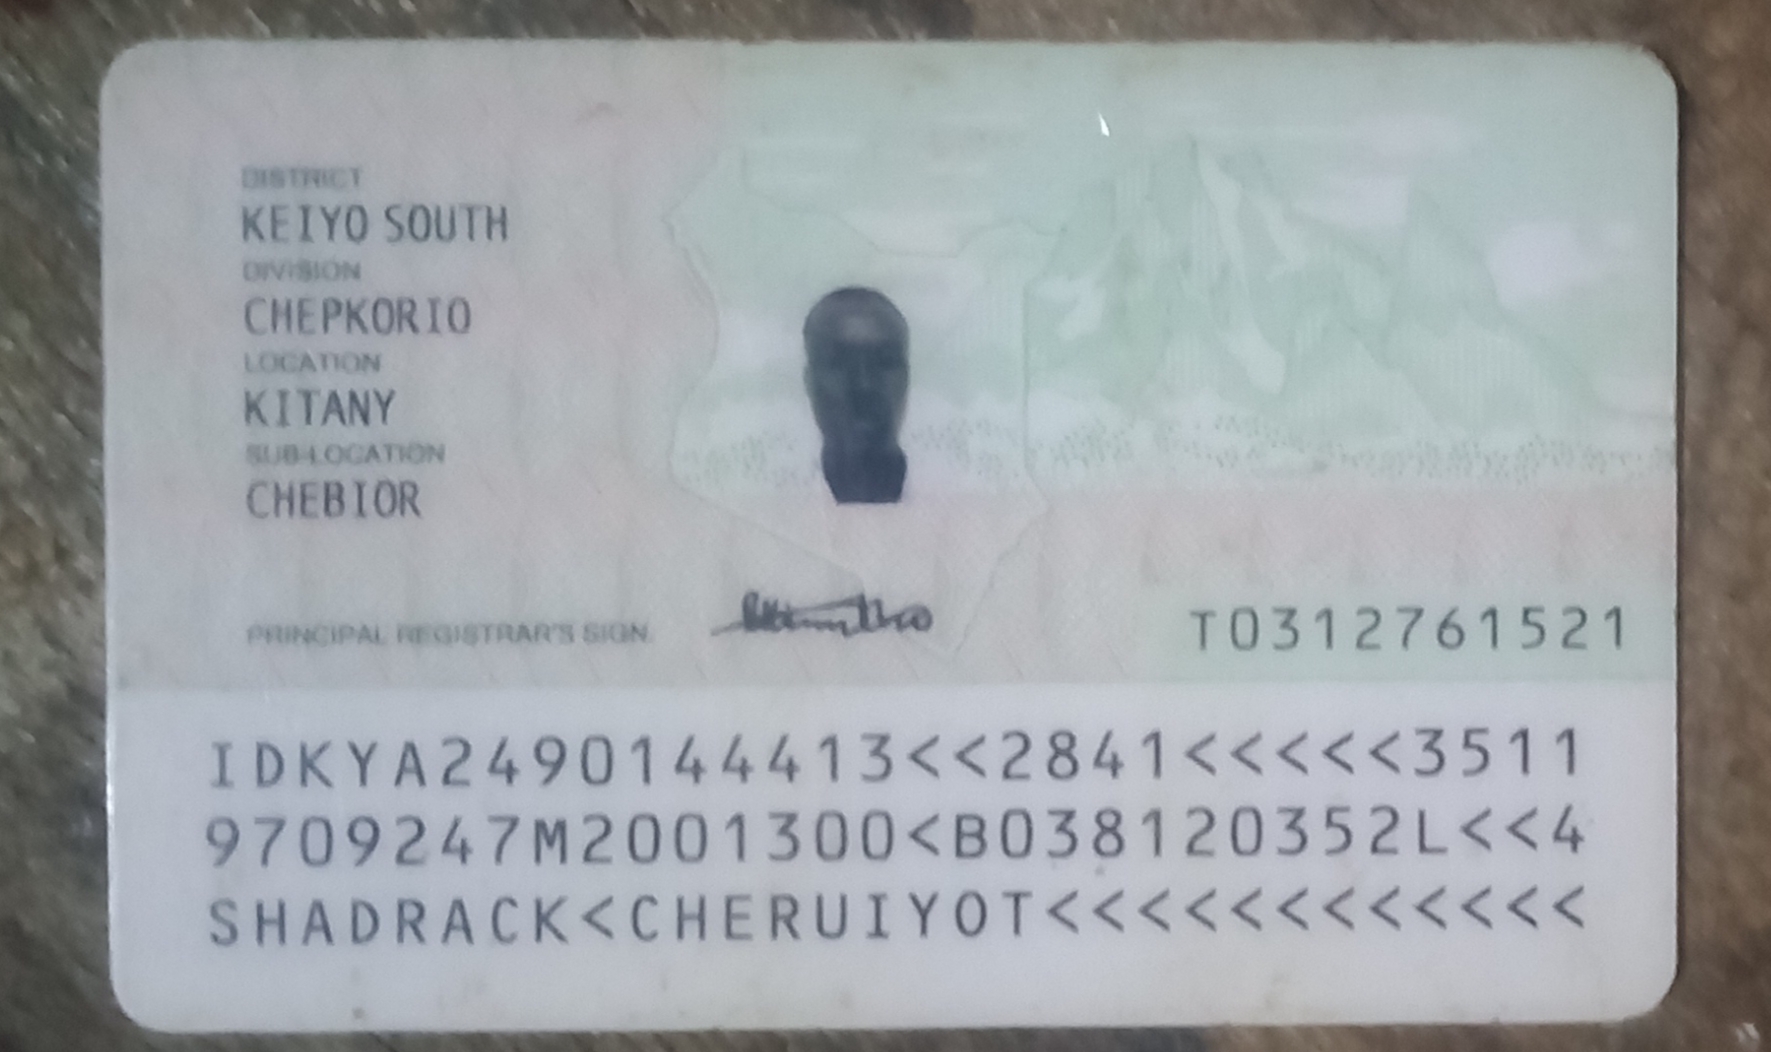 DISTRICT
KEIYO SOUTH
DIVISION
CHEPKORIO
LOCATION
KITANY
SUB-LOCATION
CHEBIOR
PRINCIPAL REGISTRAR'S SIGN.
T0312761521
IDKYA2490144413<<2841<<<<<3511
9709247M2001300<B038120352L<<4
SHADRACK<CHERUIYOT<<<<<<<<<<<<